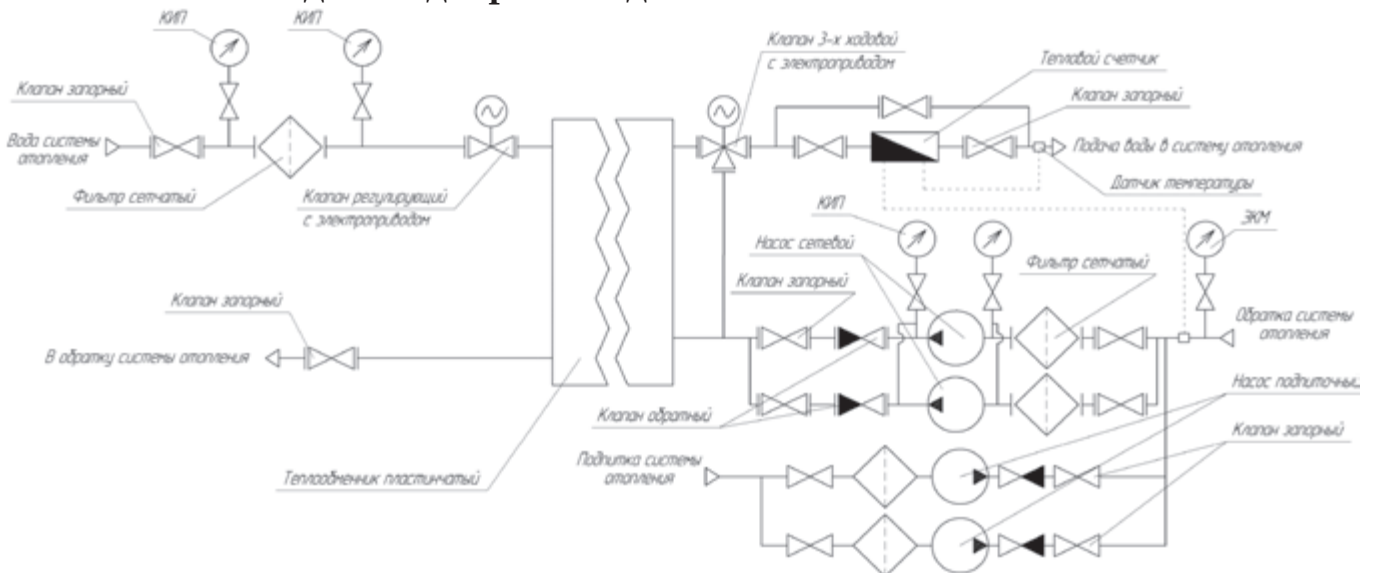 КИП
КИП
Клапан запорный
Вода системы
отопления
Фильтр сетчатый
Клапан регулирующий
с электроприводом
Клапан 3-х ходовой
с электроприводом
Тепловой счетчик
Клапан запорный
Подача воды в систему отопления
Датчик температуры
КИП
ЭКМ
Насос сетевой
Фильтр сетчатый
Клапан запорный
Клапан запорный
Обратка системы
отопления
В обратку системы отопления
Насос подпиточный
Клапан обратный
Клапан запорный
Подпитка системы
отопления
Теплообменник пластинчатый